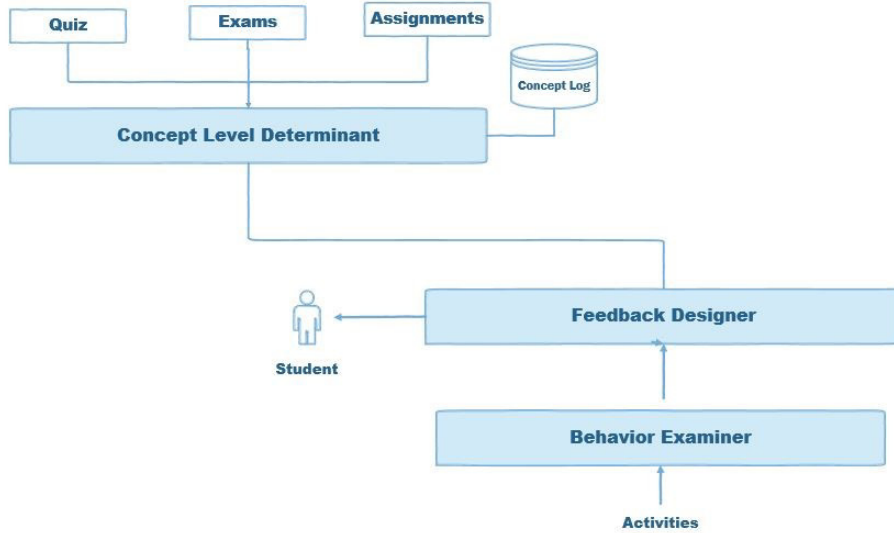 Quiz
Exams
Assignments
Concept Log
Concept Level Determinant
Feedback Designer
Student
Behavior Examiner
Activities